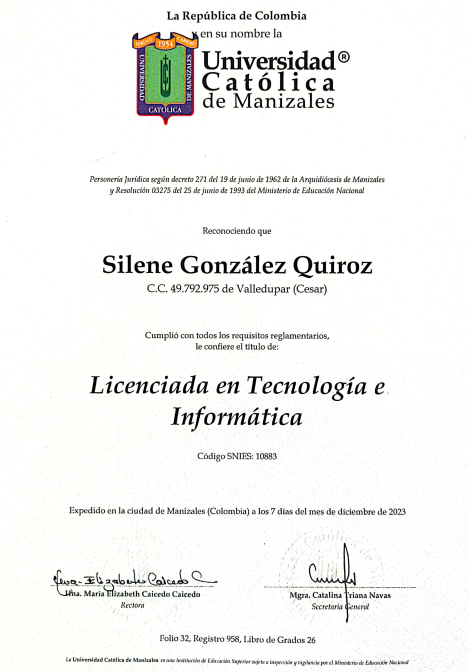 La República de Colombia
y en su nombre la
Universidad®
Católica
de Manizales
1954
UNIVERSIDAD
CATÓLICA
DE MANIZALES
Personería Jurídica según decreto 271 del 19 de junio de 1962 de la Arquidiócesis de Manizales
y Resolución 03275 del 25 de junio de 1993 del Ministerio de Educación Nacional
Reconociendo que
Silene González Quiroz
C.C. 49.792.975 de Valledupar (Cesar)
Cumplió con todos los requisitos reglamentarios,
le confiere el título de:
Licenciada en Tecnología e
Informática
Código SNIES: 10883
Expedido en la ciudad de Manizales (Colombia) a los 7 días del mes de diciembre de 2023
Hna. Maria Elizabeth Caicedo Caicedo
Rectora
Mgra. Catalina Triana Navas
Secretaria General
Folio 32, Registro 958, Libro de Grados 26
La Universidad Católica de Manizales es una Institución de Educación Superior sujeta a inspección y vigilancia por el Ministerio de Educación Nacional